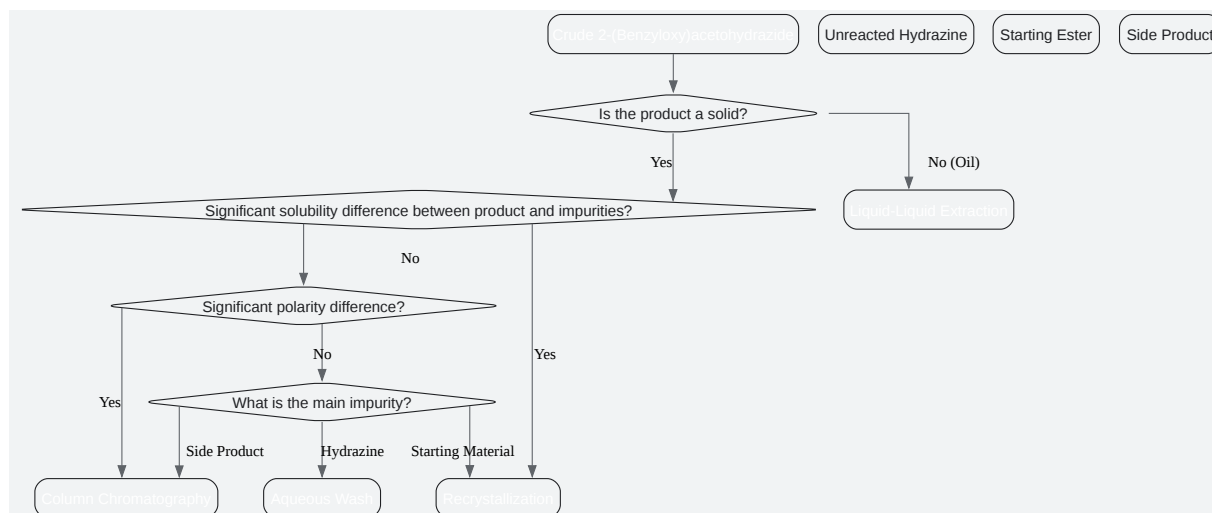 Crude 2-(Benzyloxy)acetohydrazide
Unreacted Hydrazine
Starting Ester
Side Product
Is the product a solid?
Yes
No (Oil)
Significant solubility difference between product and impurities?
Liquid-Liquid Extraction
No
Significant polarity difference?
No
Yes
Yes
What is the main impurity?
Side Product
Hydrazine
Starting Material
Column Chromatography
Aqueous Wash
Recrystallization